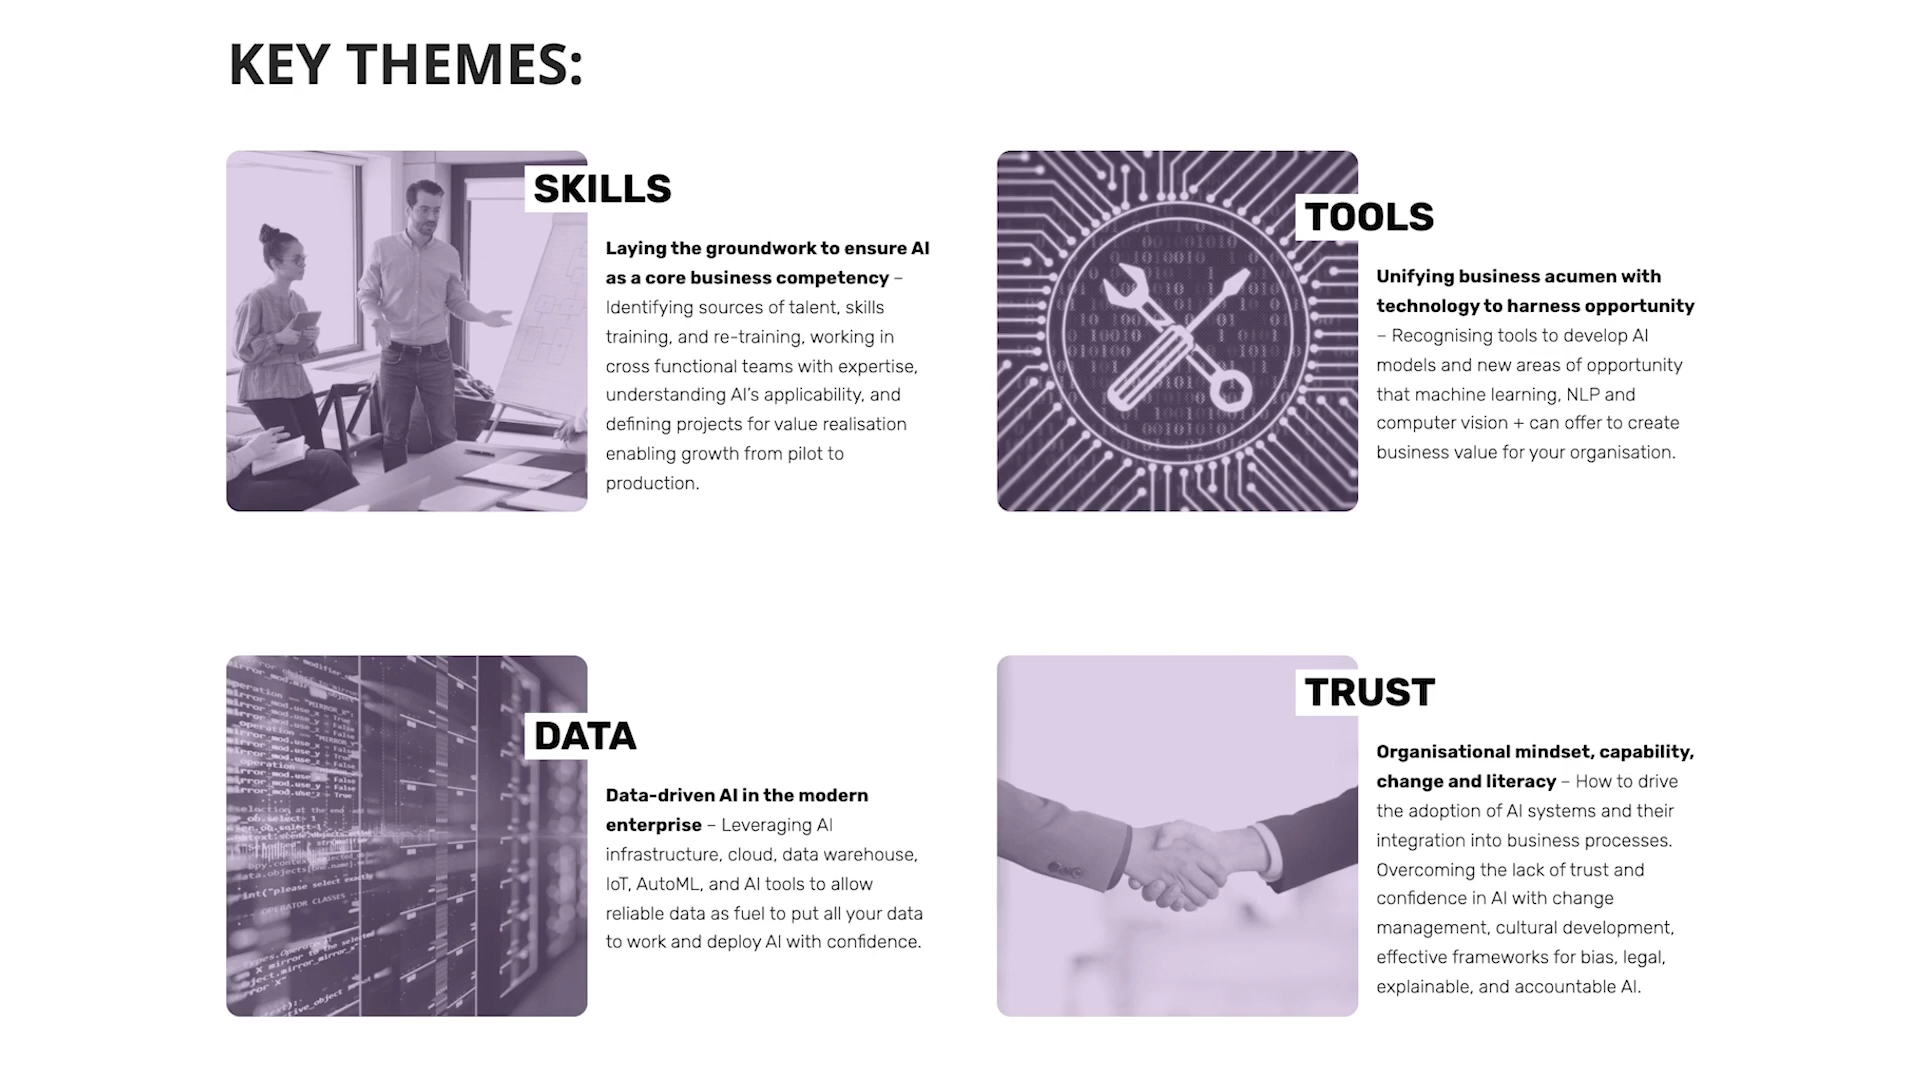 KEY THEMES:
SKILLS
Laying the groundwork to ensure AI
as a core business competency –
Identifying sources of talent, skills
training, and re-training, working in
cross functional teams with expertise,
understanding AI's applicability, and
defining projects for value realisation
enabling growth from pilot to
production.
TOOLS
Unifying business acumen with
technology to harness opportunity
– Recognising tools to develop AI
models and new areas of opportunity
that machine learning, NLP and
computer vision + can offer to create
business value for your organisation.
DATA
Data-driven AI in the modern
enterprise – Leveraging AI
infrastructure, cloud, data warehouse,
IoT, AutoML, and AI tools to allow
reliable data as fuel to put all your data
to work and deploy AI with confidence.
TRUST
Organisational mindset, capability,
change and literacy – How to drive
the adoption of AI systems and their
integration into business processes.
Overcoming the lack of trust and
confidence in AI with change
management, cultural development,
effective frameworks for bias, legal,
explainable, and accountable AI.